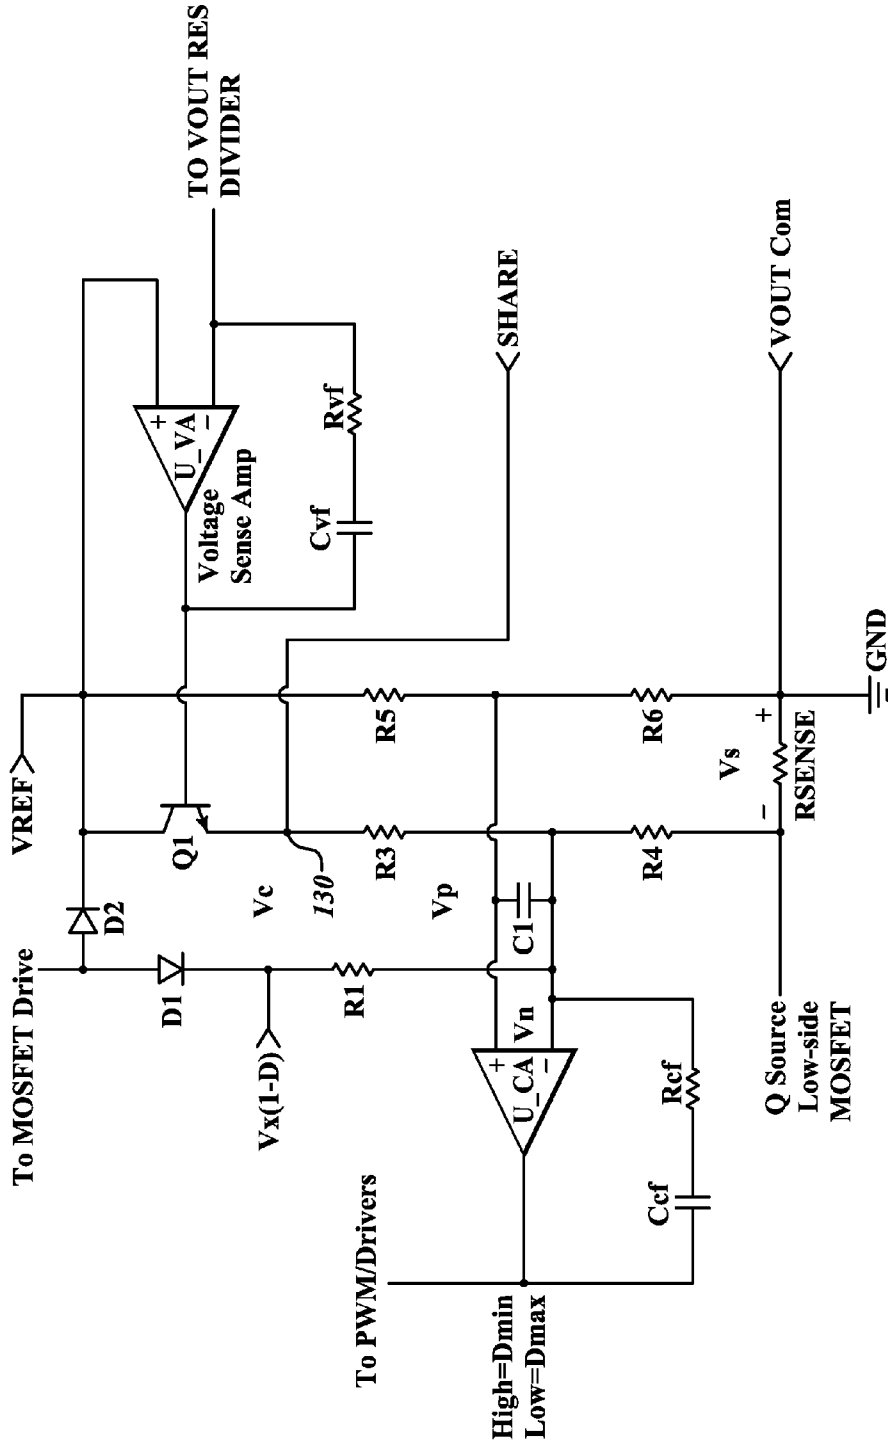 TO VOUT RES
DIVIDER
SHARE
VOUT Com
+
−
U_VA
Voltage
Sense Amp
Rvf
Cvf
VREF
Q1
D2
To MOSFET Drive
D1
Vc
130
R3
R5
R6
R4
Vp
Vs
+
−
RSENSE
GND
C1
R1
Vx(1-D)
Vn
+
−
U_CA
Rcf
Ccf
Q Source
Low-side
MOSFET
To PWM/Drivers
High=Dmin
Low=Dmax